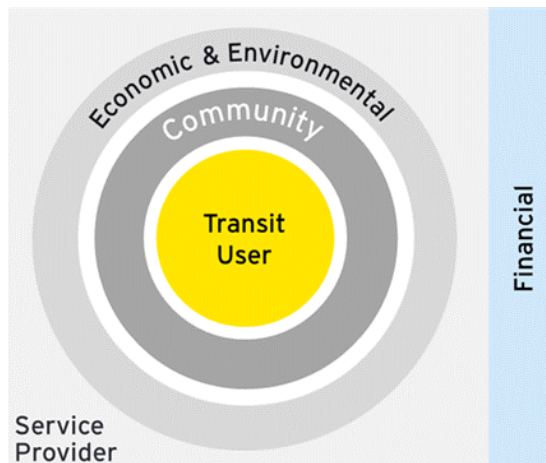 Economic & Environmental
Community
Transit
User
Financial
Service
Provider